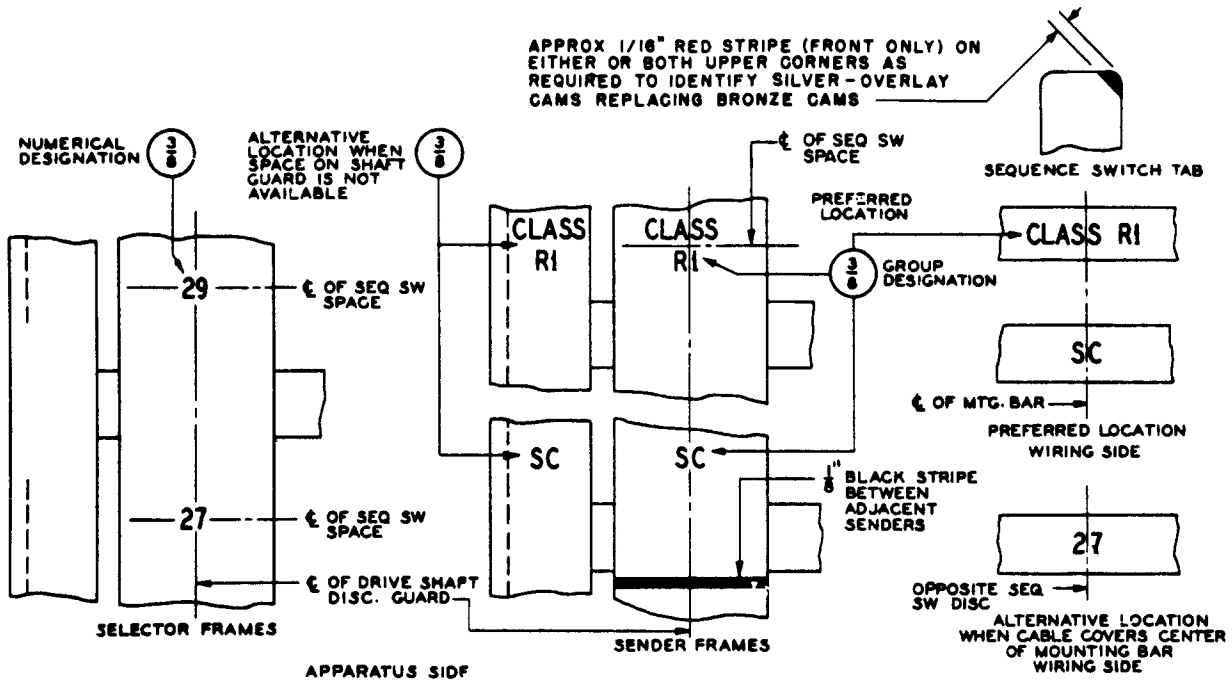 APPROX 1/16" RED STRIPE (FRONT ONLY) ON
EITHER OR BOTH UPPER CORNERS AS
REQUIRED TO IDENTIFY SILVER-OVERLAY
CAMS REPLACING BRONZE CAMS
SEQUENCE SWITCH TAB
NUMERICAL
DESIGNATION
3/8
ALTERNATIVE
LOCATION WHEN
SPACE ON SHAFT
GUARD IS NOT
AVAILABLE
3/8
℄ OF SEQ SW
SPACE
PREFERRED
LOCATION
CLASS
R1
CLASS
R1
3/8
GROUP
DESIGNATION
CLASS R1
29
℄ OF SEQ SW
SPACE
SC
℄ OF MTG. BAR
PREFERRED LOCATION
WIRING SIDE
SC
SC
1/8" BLACK STRIPE
BETWEEN
ADJACENT
SENDERS
27
℄ OF SEQ SW
SPACE
27
℄ OF DRIVE SHAFT
DISC. GUARD
OPPOSITE SEQ
SW DISC
SELECTOR FRAMES
SENDER FRAMES
ALTERNATIVE LOCATION
WHEN CABLE COVERS CENTER
OF MOUNTING BAR
WIRING SIDE
APPARATUS SIDE